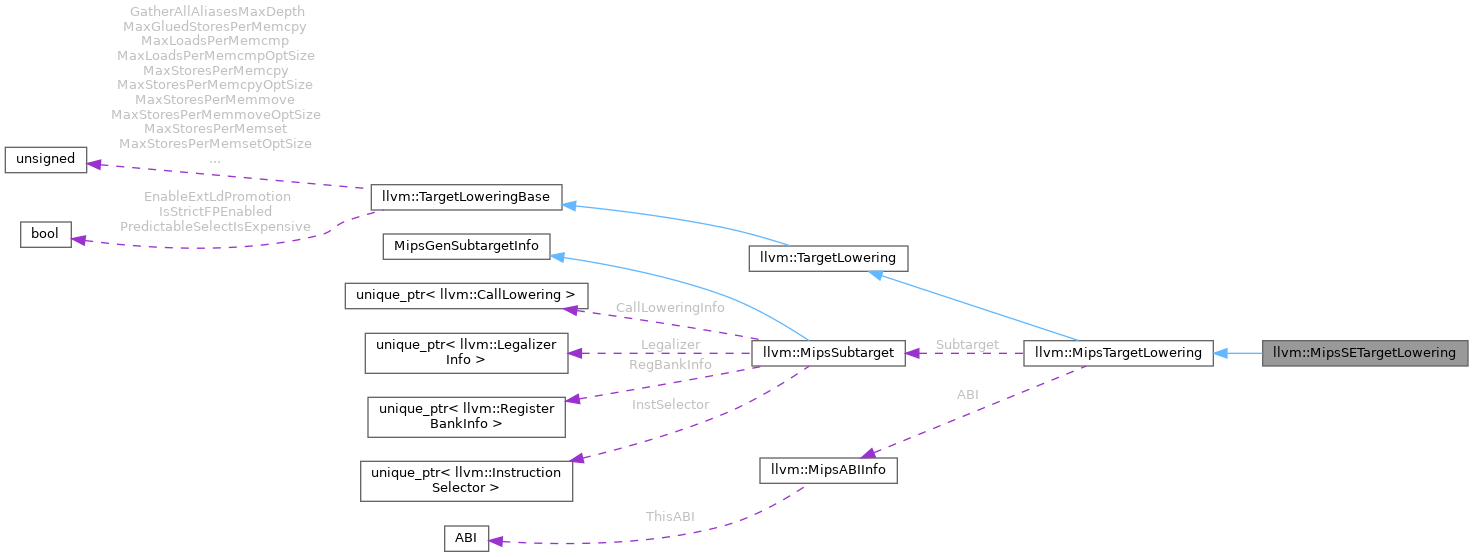 GatherAllAliasesMaxDepth
MaxGluedStoresPerMemcpy
MaxLoadsPerMemcmp
MaxLoadsPerMemcmpOptSize
MaxStoresPerMemcpy
MaxStoresPerMemcpyOptSize
MaxStoresPerMemmove
MaxStoresPerMemmoveOptSize
MaxStoresPerMemset
MaxStoresPerMemsetOptSize
...
unsigned
llvm::TargetLoweringBase
EnableExtLdPromotion
IsStrictFPEnabled
PredictableSelectIsExpensive
bool
MipsGenSubtargetInfo
llvm::TargetLowering
unique_ptr< llvm::CallLowering >
CallLoweringInfo
unique_ptr< llvm::Legalizer
Info >
Legalizer
llvm::MipsSubtarget
Subtarget
llvm::MipsTargetLowering
llvm::MipsSETargetLowering
RegBankInfo
unique_ptr< llvm::Register
BankInfo >
InstSelector
ABI
unique_ptr< llvm::Instruction
Selector >
llvm::MipsABIInfo
ThisABI
ABI